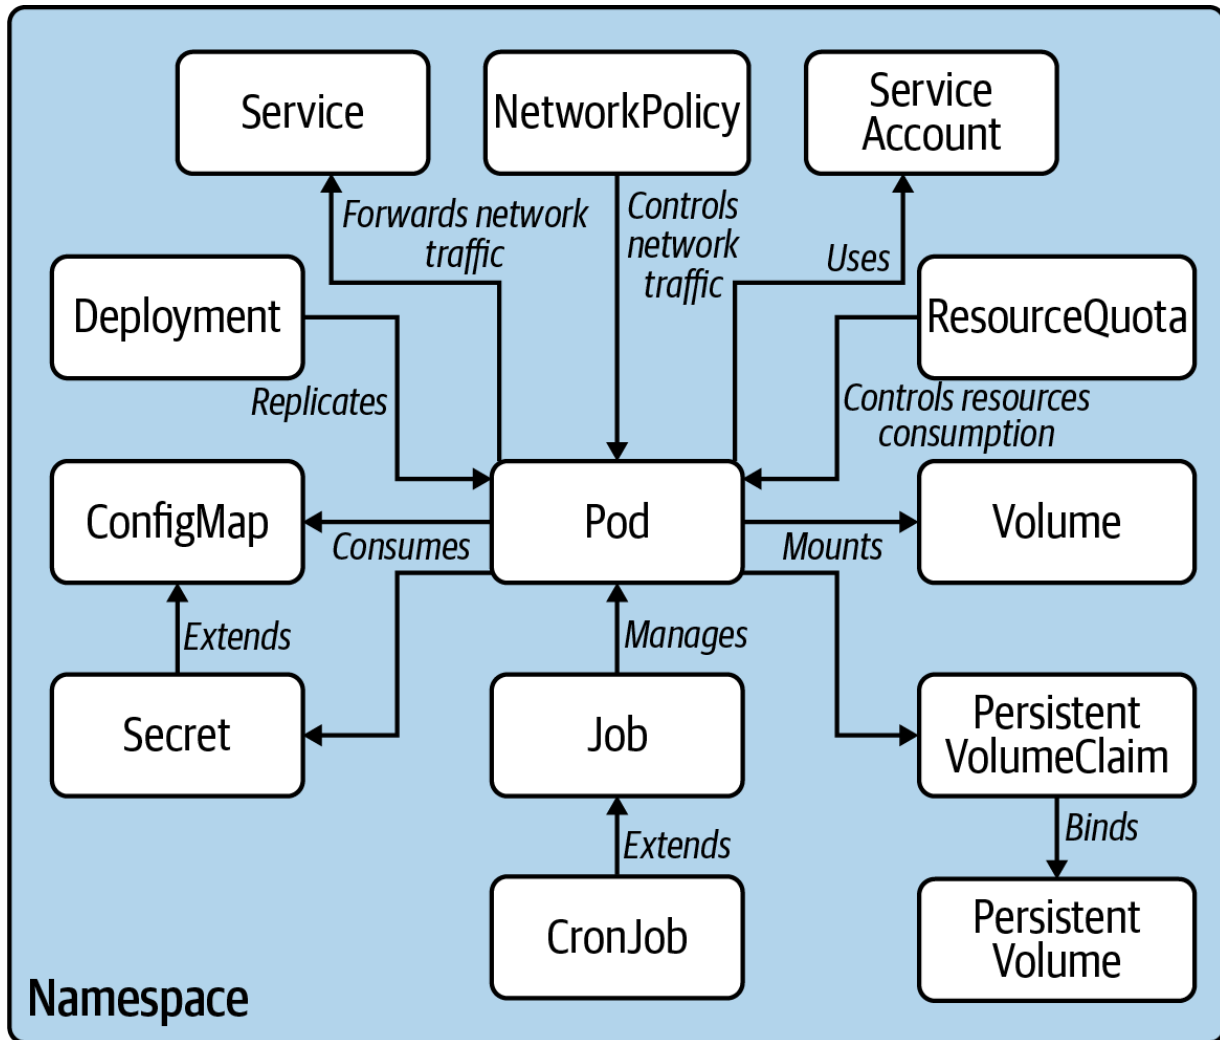 Service
NetworkPolicy
Service
Account
Forwards network
traffic
Controls
network
traffic
Uses
Deployment
ResourceQuota
Replicates
Controls resources
consumption
ConfigMap
Pod
Volume
Consumes
Mounts
Extends
Manages
Secret
Job
Persistent
VolumeClaim
Extends
Binds
CronJob
Persistent
Volume
Namespace